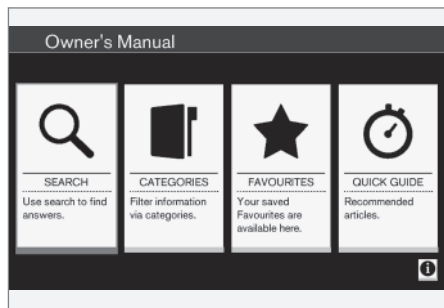 Owner's Manual
SEARCH
Use search to find
answers.
CATEGORIES
Filter information
via categories.
FAVOURITES
Your saved
Favourites are
available here.
QUICK GUIDE
Recommended
articles.
i